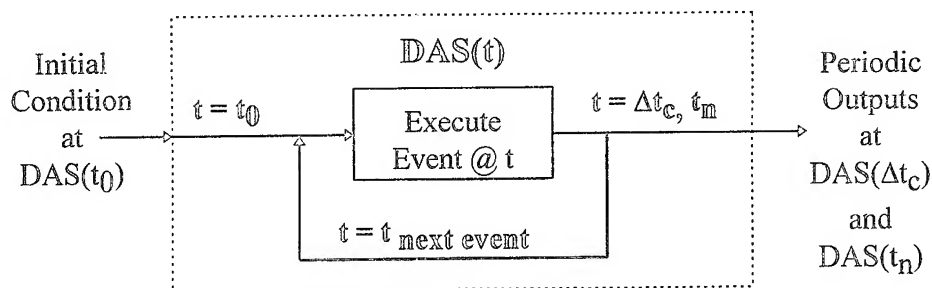 Initial
Condition
at
DAS(t0)
DAS(t)
t = t0
Execute
Event @ t
t = Δtc, tn
t = t next event
Periodic
Outputs
at
DAS(Δtc)
and
DAS(tn)